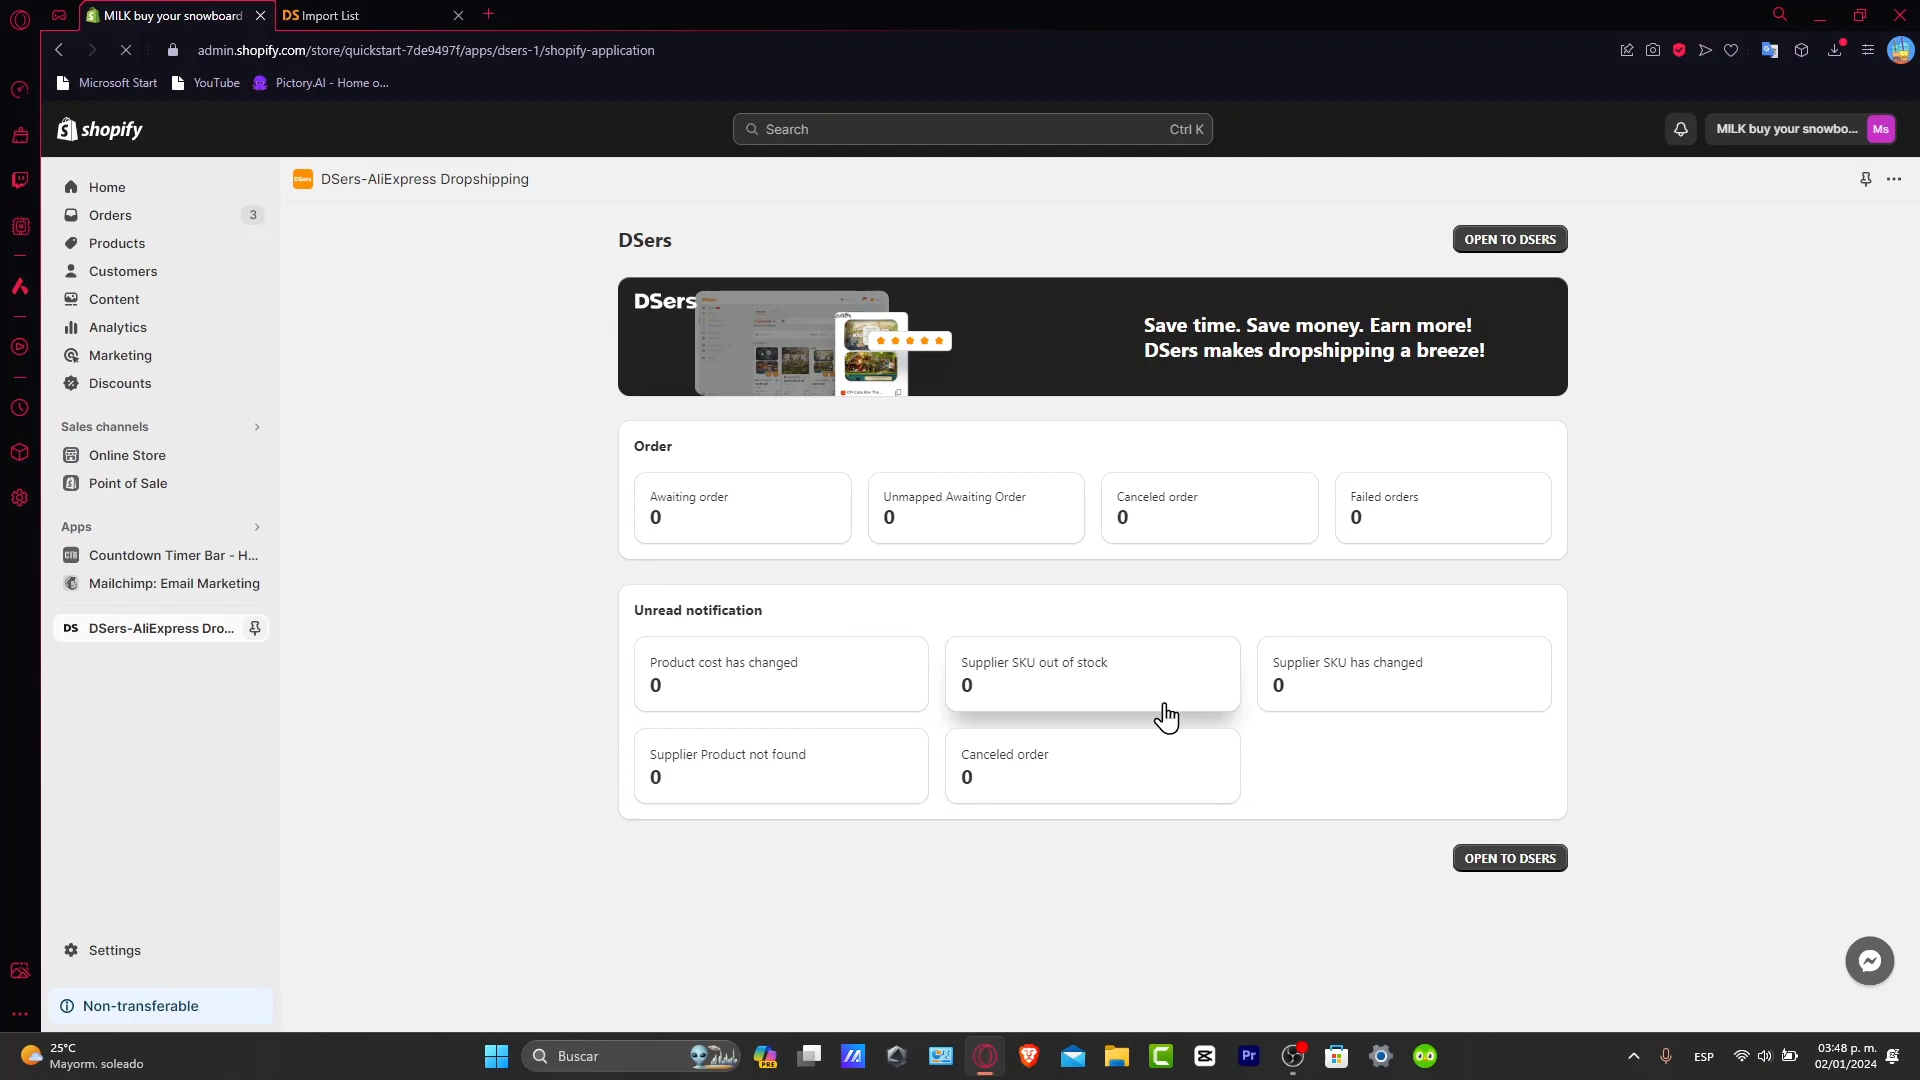 MILK buy your snowboard
DS Import List
admin.shopify.com/store/quickstart-7de9497f/apps/dsers-1/shopify-application
Microsoft Start
YouTube
Pictory.AI - Home o...
shopify
Search
Ctrl K
MILK buy your snowbo...
Ms
Home
Orders
3
Products
Customers
Content
Analytics
Marketing
Discounts
Sales channels
Online Store
Point of Sale
Apps
CTB
Countdown Timer Bar - H...
Mailchimp: Email Marketing
DS
DSers-AliExpress Dro...
Settings
Non-transferable
DSers
DSers-AliExpress Dropshipping
DSers
OPEN TO DSERS
DSers
Save time. Save money. Earn more!
DSers makes dropshipping a breeze!
Order
Awaiting order
0
Unmapped Awaiting Order
0
Canceled order
0
Failed orders
0
Unread notification
Product cost has changed
0
Supplier SKU out of stock
0
Supplier SKU has changed
0
Supplier Product not found
0
Canceled order
0
OPEN TO DSERS
25°C
Mayorm. soleado
Buscar
PRE
Pr
ESP
03:48 p. m.
02/01/2024